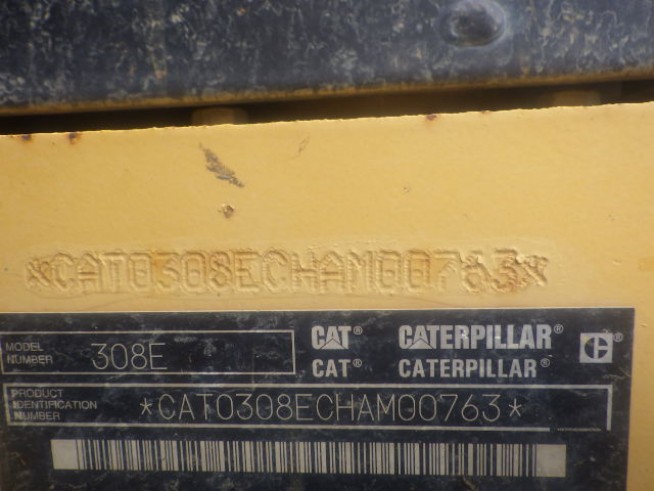 *CAT0308ECHAM00763*
MODEL NUMBER 308E
CAT® CATERPILLAR®
CAT® CATERPILLAR®
PRODUCT IDENTIFICATION NUMBER *CAT0308ECHAM00763*